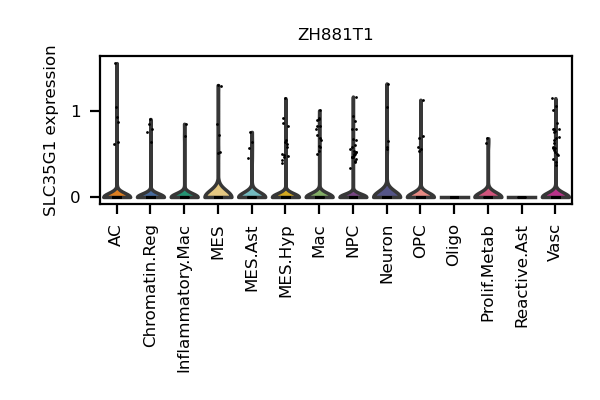 ZH881T1
SLC35G1 expression
1
0
AC
Chromatin.Reg
Inflammatory.Mac
MES
MES.Ast
MES.Hyp
Mac
NPC
Neuron
OPC
Oligo
Prolif.Metab
Reactive.Ast
Vasc